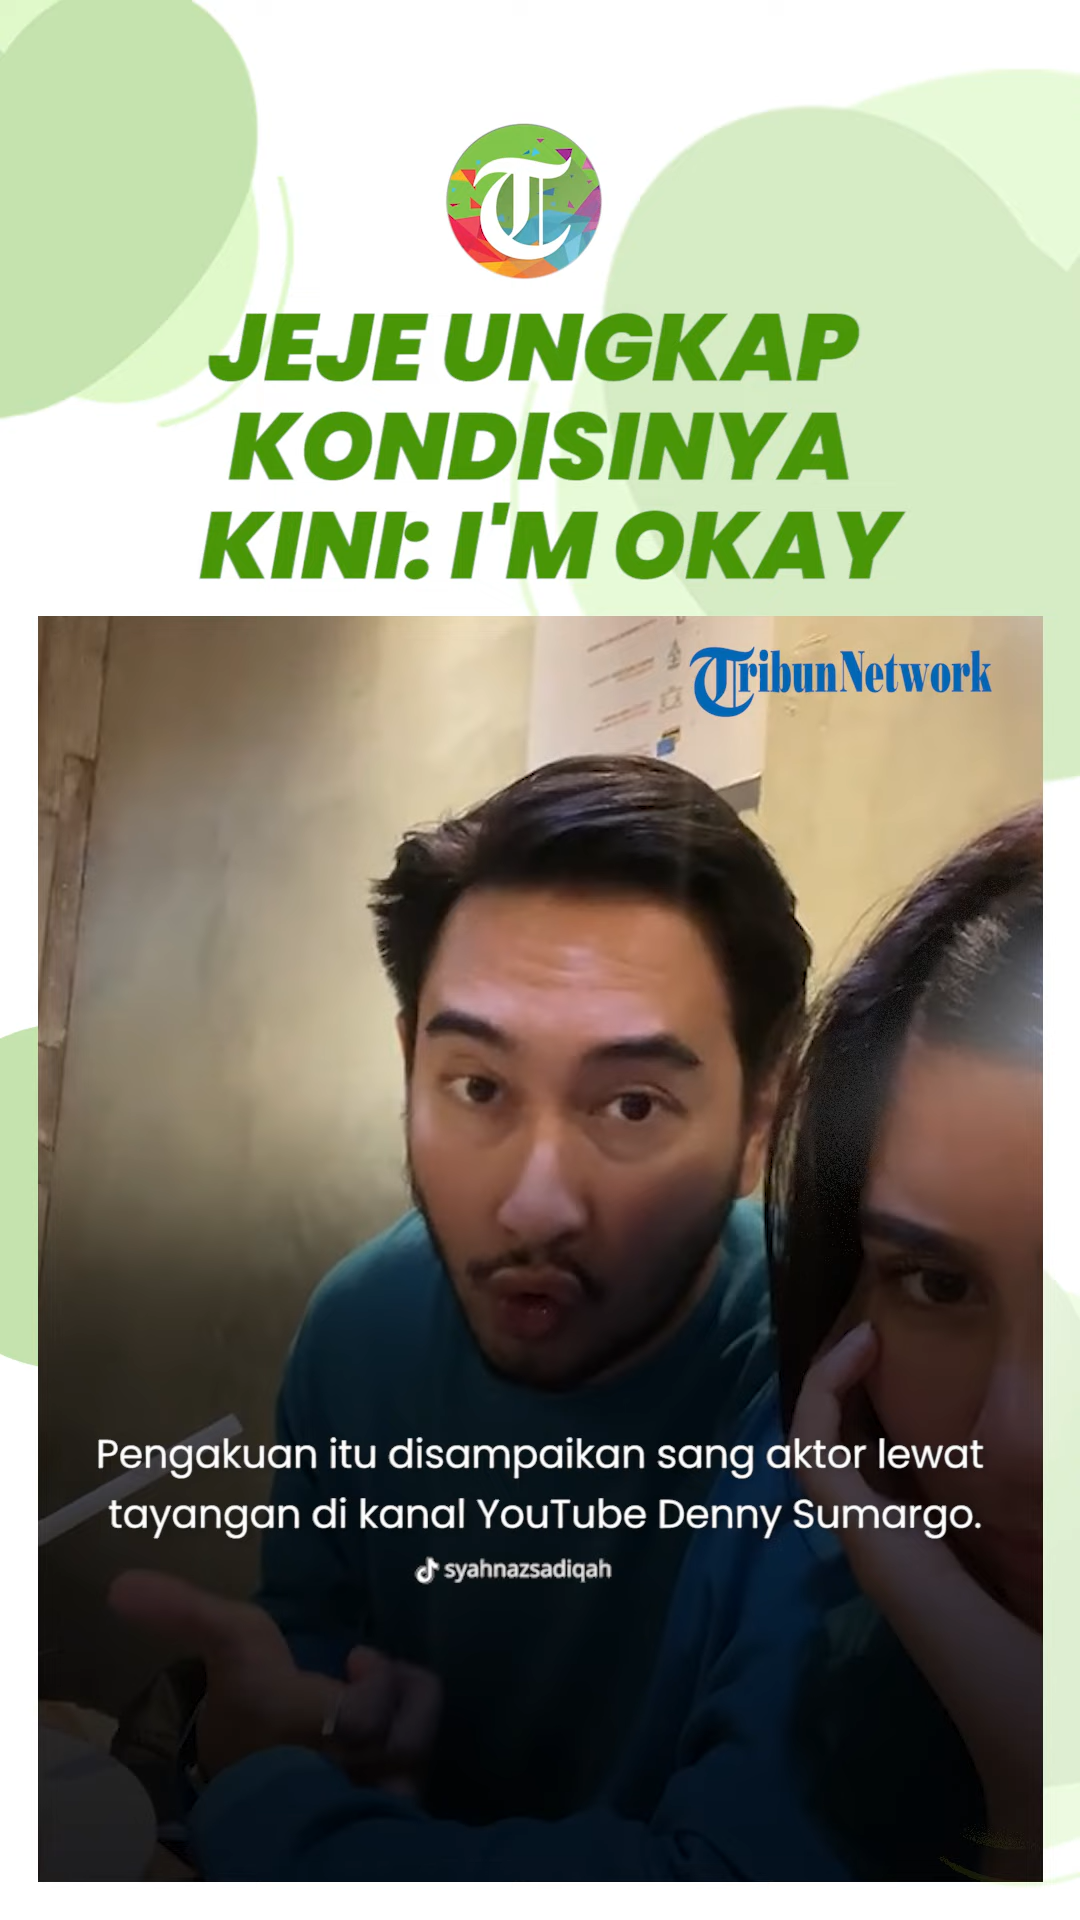 T
JEJE UNGKAP
KONDISINYA
KINI: I'M OKAY
TribunNetwork
Pengakuan itu disampaikan sang aktor lewat
tayangan di kanal YouTube Denny Sumargo.
syahnazsadiqah